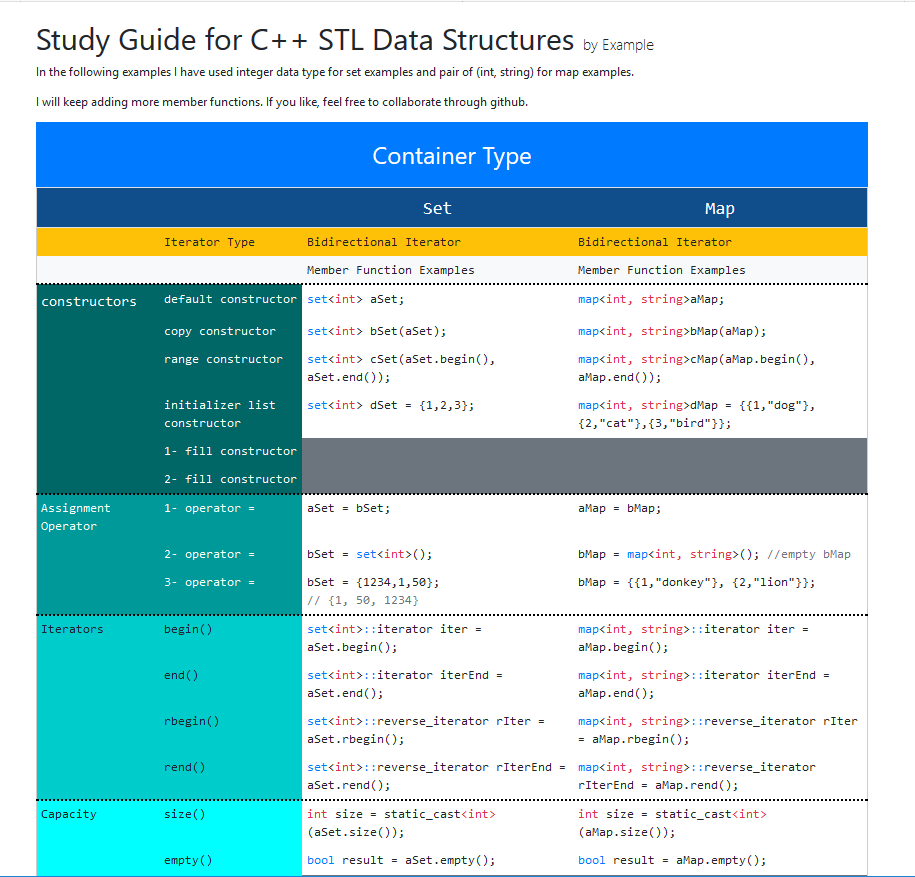 Study Guide for C++ STL Data Structures by Example
In the following examples I have used integer data type for set examples and pair of (int, string) for map examples.
I will keep adding more member functions. If you like, feel free to collaborate through github.
Container Type
Set Map
Iterator Type Bidirectional Iterator Bidirectional Iterator
Member Function Examples Member Function Examples
constructors default constructor set<int> aSet; map<int, string>aMap;
copy constructor set<int> bSet(aSet); map<int, string>bMap(aMap);
range constructor set<int> cSet(aSet.begin(), map<int, string>cMap(aMap.begin(),
aSet.end()); aMap.end());
initializer list set<int> dSet = {1,2,3}; map<int, string>dMap = {{1,"dog"},
constructor {2,"cat"},{3,"bird"}};
1- fill constructor
2- fill constructor
Assignment 1- operator = aSet = bSet; aMap = bMap;
Operator
2- operator = bSet = set<int>(); bMap = map<int, string>(); //empty bMap
3- operator = bSet = {1234,1,50}; bMap = {{1,"donkey"}, {2,"lion"}};
// {1, 50, 1234}
Iterators begin() set<int>::iterator iter = map<int, string>::iterator iter =
aSet.begin(); aMap.begin();
end() set<int>::iterator iterEnd = map<int, string>::iterator iterEnd =
aSet.end(); aMap.end();
rbegin() set<int>::reverse_iterator rIter = map<int, string>::reverse_iterator rIter
aSet.rbegin(); = aMap.rbegin();
rend() set<int>::reverse_iterator rIterEnd = map<int, string>::reverse_iterator
aSet.rend(); rIterEnd = aMap.rend();
Capacity size() int size = static_cast<int> int size = static_cast<int>
(aSet.size()); (aMap.size());
empty() bool result = aSet.empty(); bool result = aMap.empty();